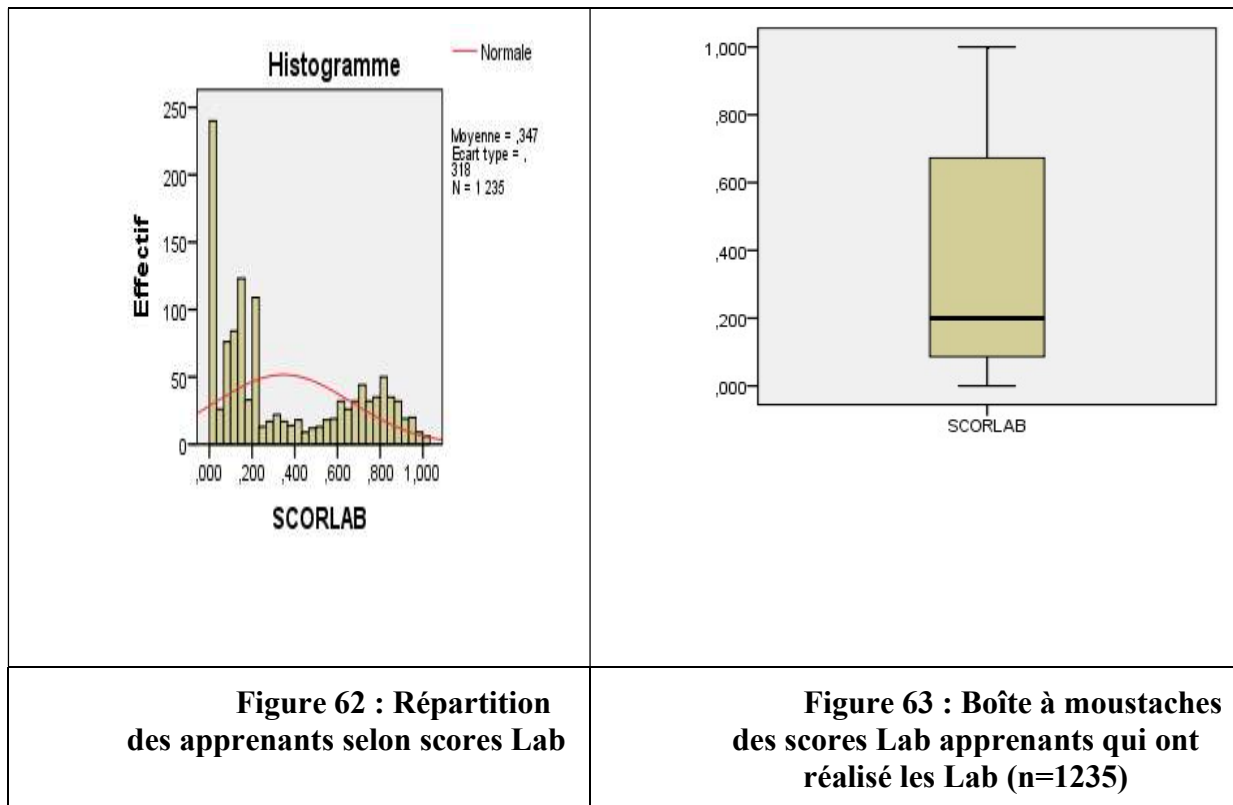 Histogramme
Normale
Moyenne = ,347
Ecart type = ,
318
N = 1 235
Effectif
250
200
150
100
50
0
,000 ,200 ,400 ,600 ,800 1,000
SCORLAB
1,000
,800
,600
,400
,200
,000
SCORLAB
Figure 62 : Répartition
des apprenants selon scores Lab
Figure 63 : Boîte à moustaches
des scores Lab apprenants qui ont
réalisé les Lab (n=1235)